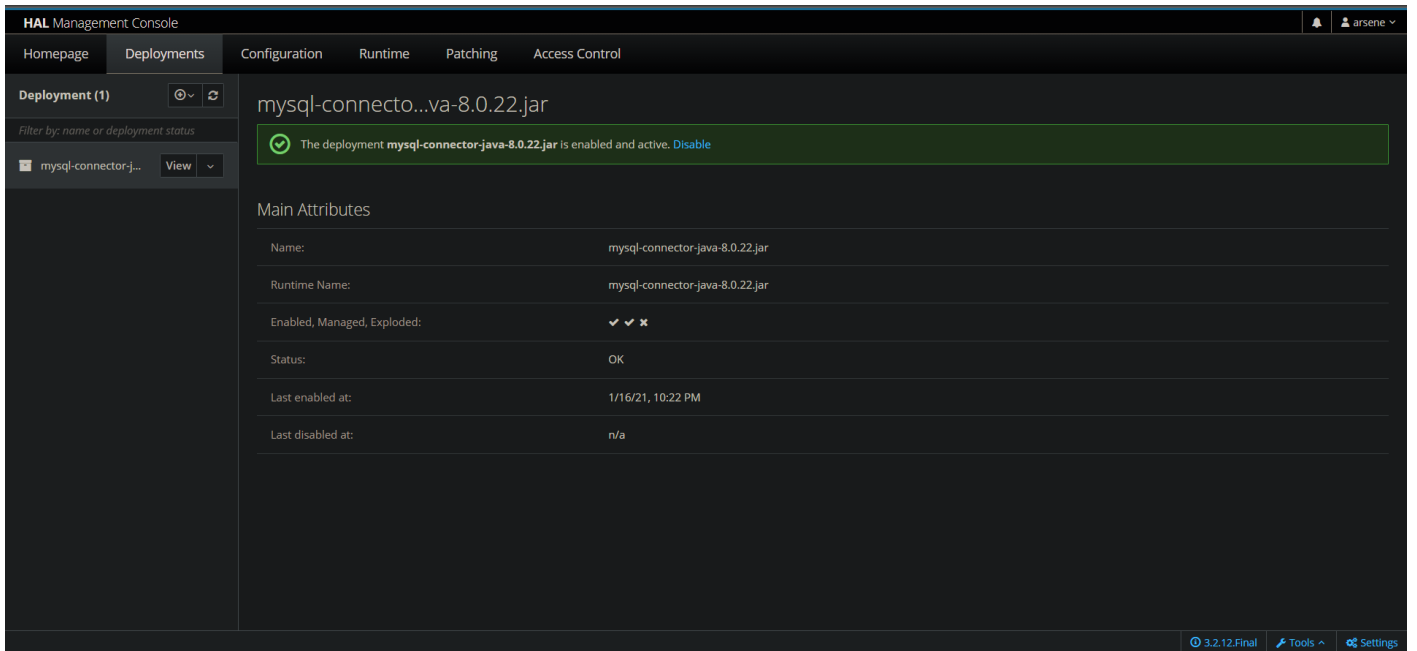 HAL Management Console
arsene
Homepage Deployments Configuration Runtime Patching Access Control
Deployment (1)
Filter by: name or deployment status
mysql-connector-j... View
mysql-connecto...va-8.0.22.jar
The deployment mysql-connector-java-8.0.22.jar is enabled and active. Disable
Main Attributes
Name: mysql-connector-java-8.0.22.jar
Runtime Name: mysql-connector-java-8.0.22.jar
Enabled, Managed, Exploded:
Status: OK
Last enabled at: 1/16/21, 10:22 PM
Last disabled at: n/a
3.2.12.Final Tools Settings